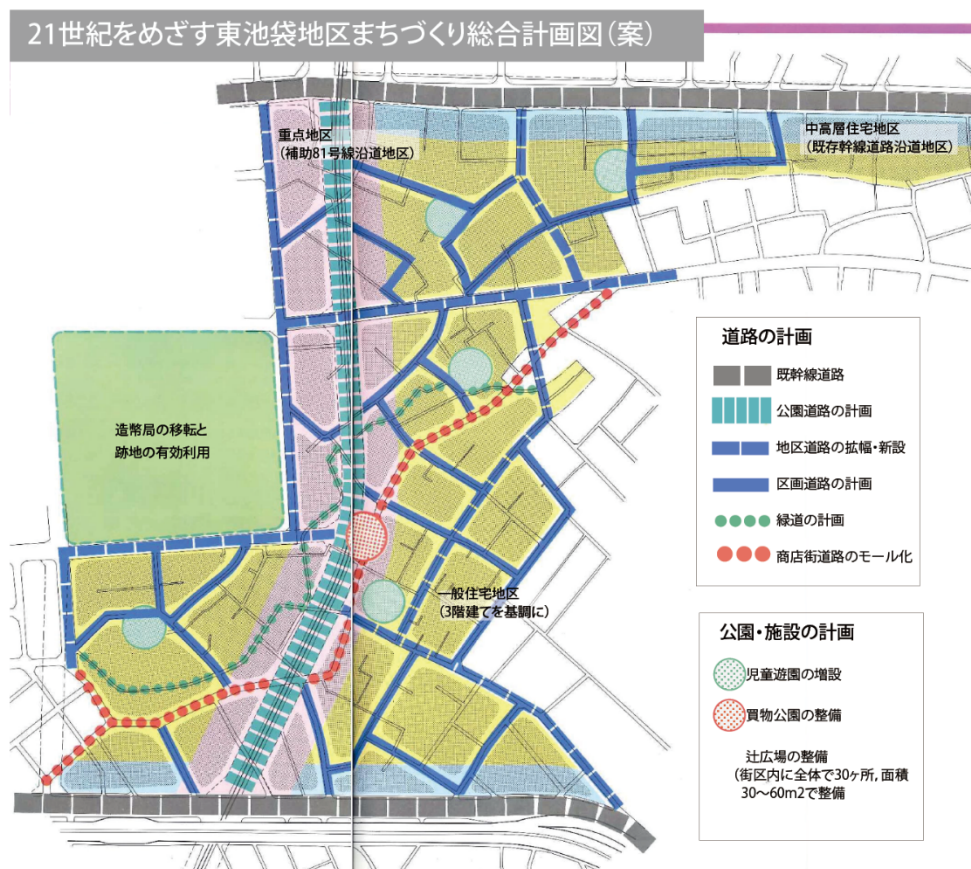 21世紀をめざす東池袋地区まちづくり総合計画図（案）
重点地区
（補助81号線沿道地区）
中高層住宅地区
（既存幹線道路沿道地区）
造幣局の移転と
跡地の有効利用
一般住宅地区
（3階建てを基調に）
道路の計画
既幹線道路
公園道路の計画
地区道路の拡幅・新設
区画道路の計画
緑道の計画
商店街道路のモール化
公園・施設の計画
児童遊園の増設
買物公園の整備
辻広場の整備
（街区内に全体で30ヶ所，面積
30〜60m2で整備